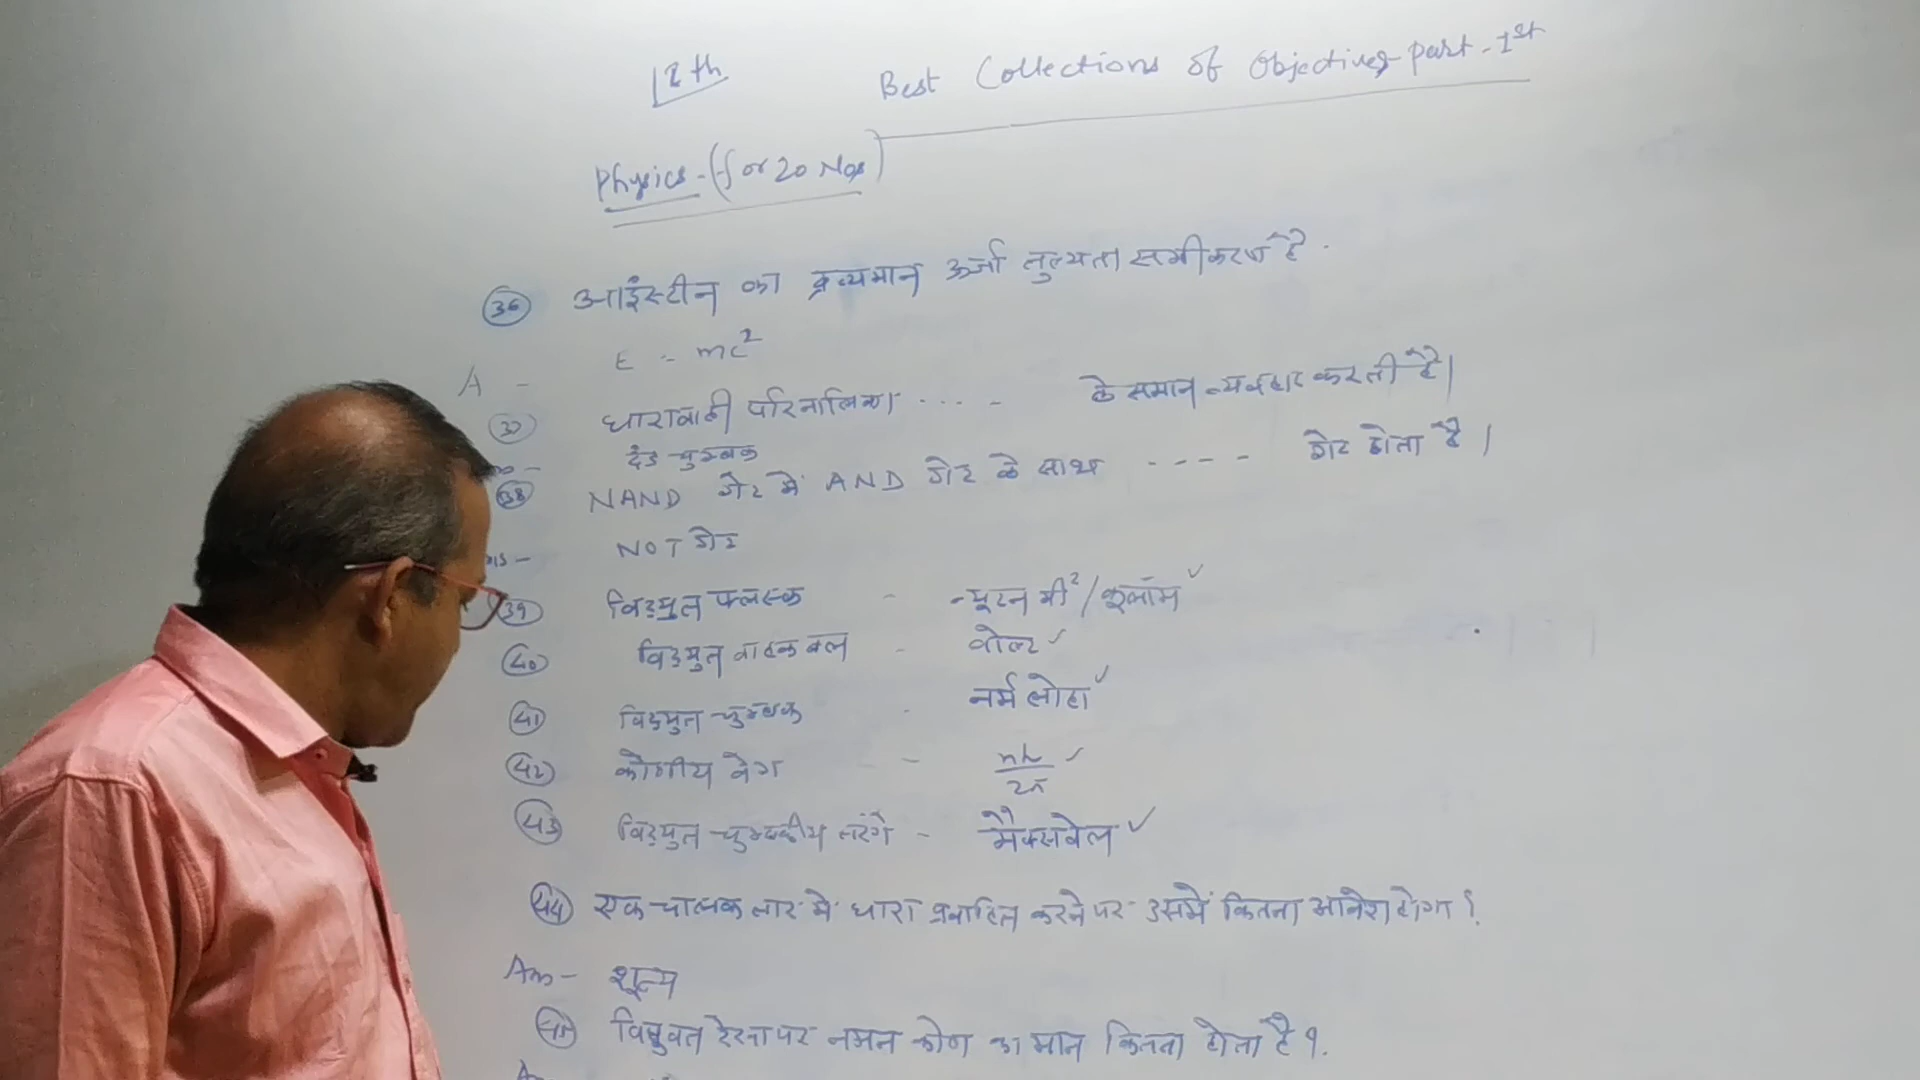 12th Best Collections of Objectives Part-1st
Physics-(for 20 Nos)
36 आइंस्टीन का द्रव्यमान ऊर्जा तुल्यता समीकरण है.
A - E = mc²
37 धारावाही परिनालिका .... के समान व्यवहार करती है।
दंड चुम्बक
38 NAND गेट में AND गेट के साथ ---- गेट होता है।
ns - NOT गेट
39 विद्युत फ्लस्क - न्यूटन मी²/कूलॉम ✓
40 विद्युत वाहक बल - वोल्ट ✓
41 विद्युत चुम्बक - नर्म लोहा ✓
42 कोणीय वेग - nh/2π ✓
43 विद्युत चुम्बकीय तरंगे - मैक्सवेल ✓
44 एक चालक तार में धारा प्रवाहित करने पर उसमें कितना आवेश होगा?
Ans - शून्य
45 विषुवत रेखा पर नमन कोण का मान कितना होता है?